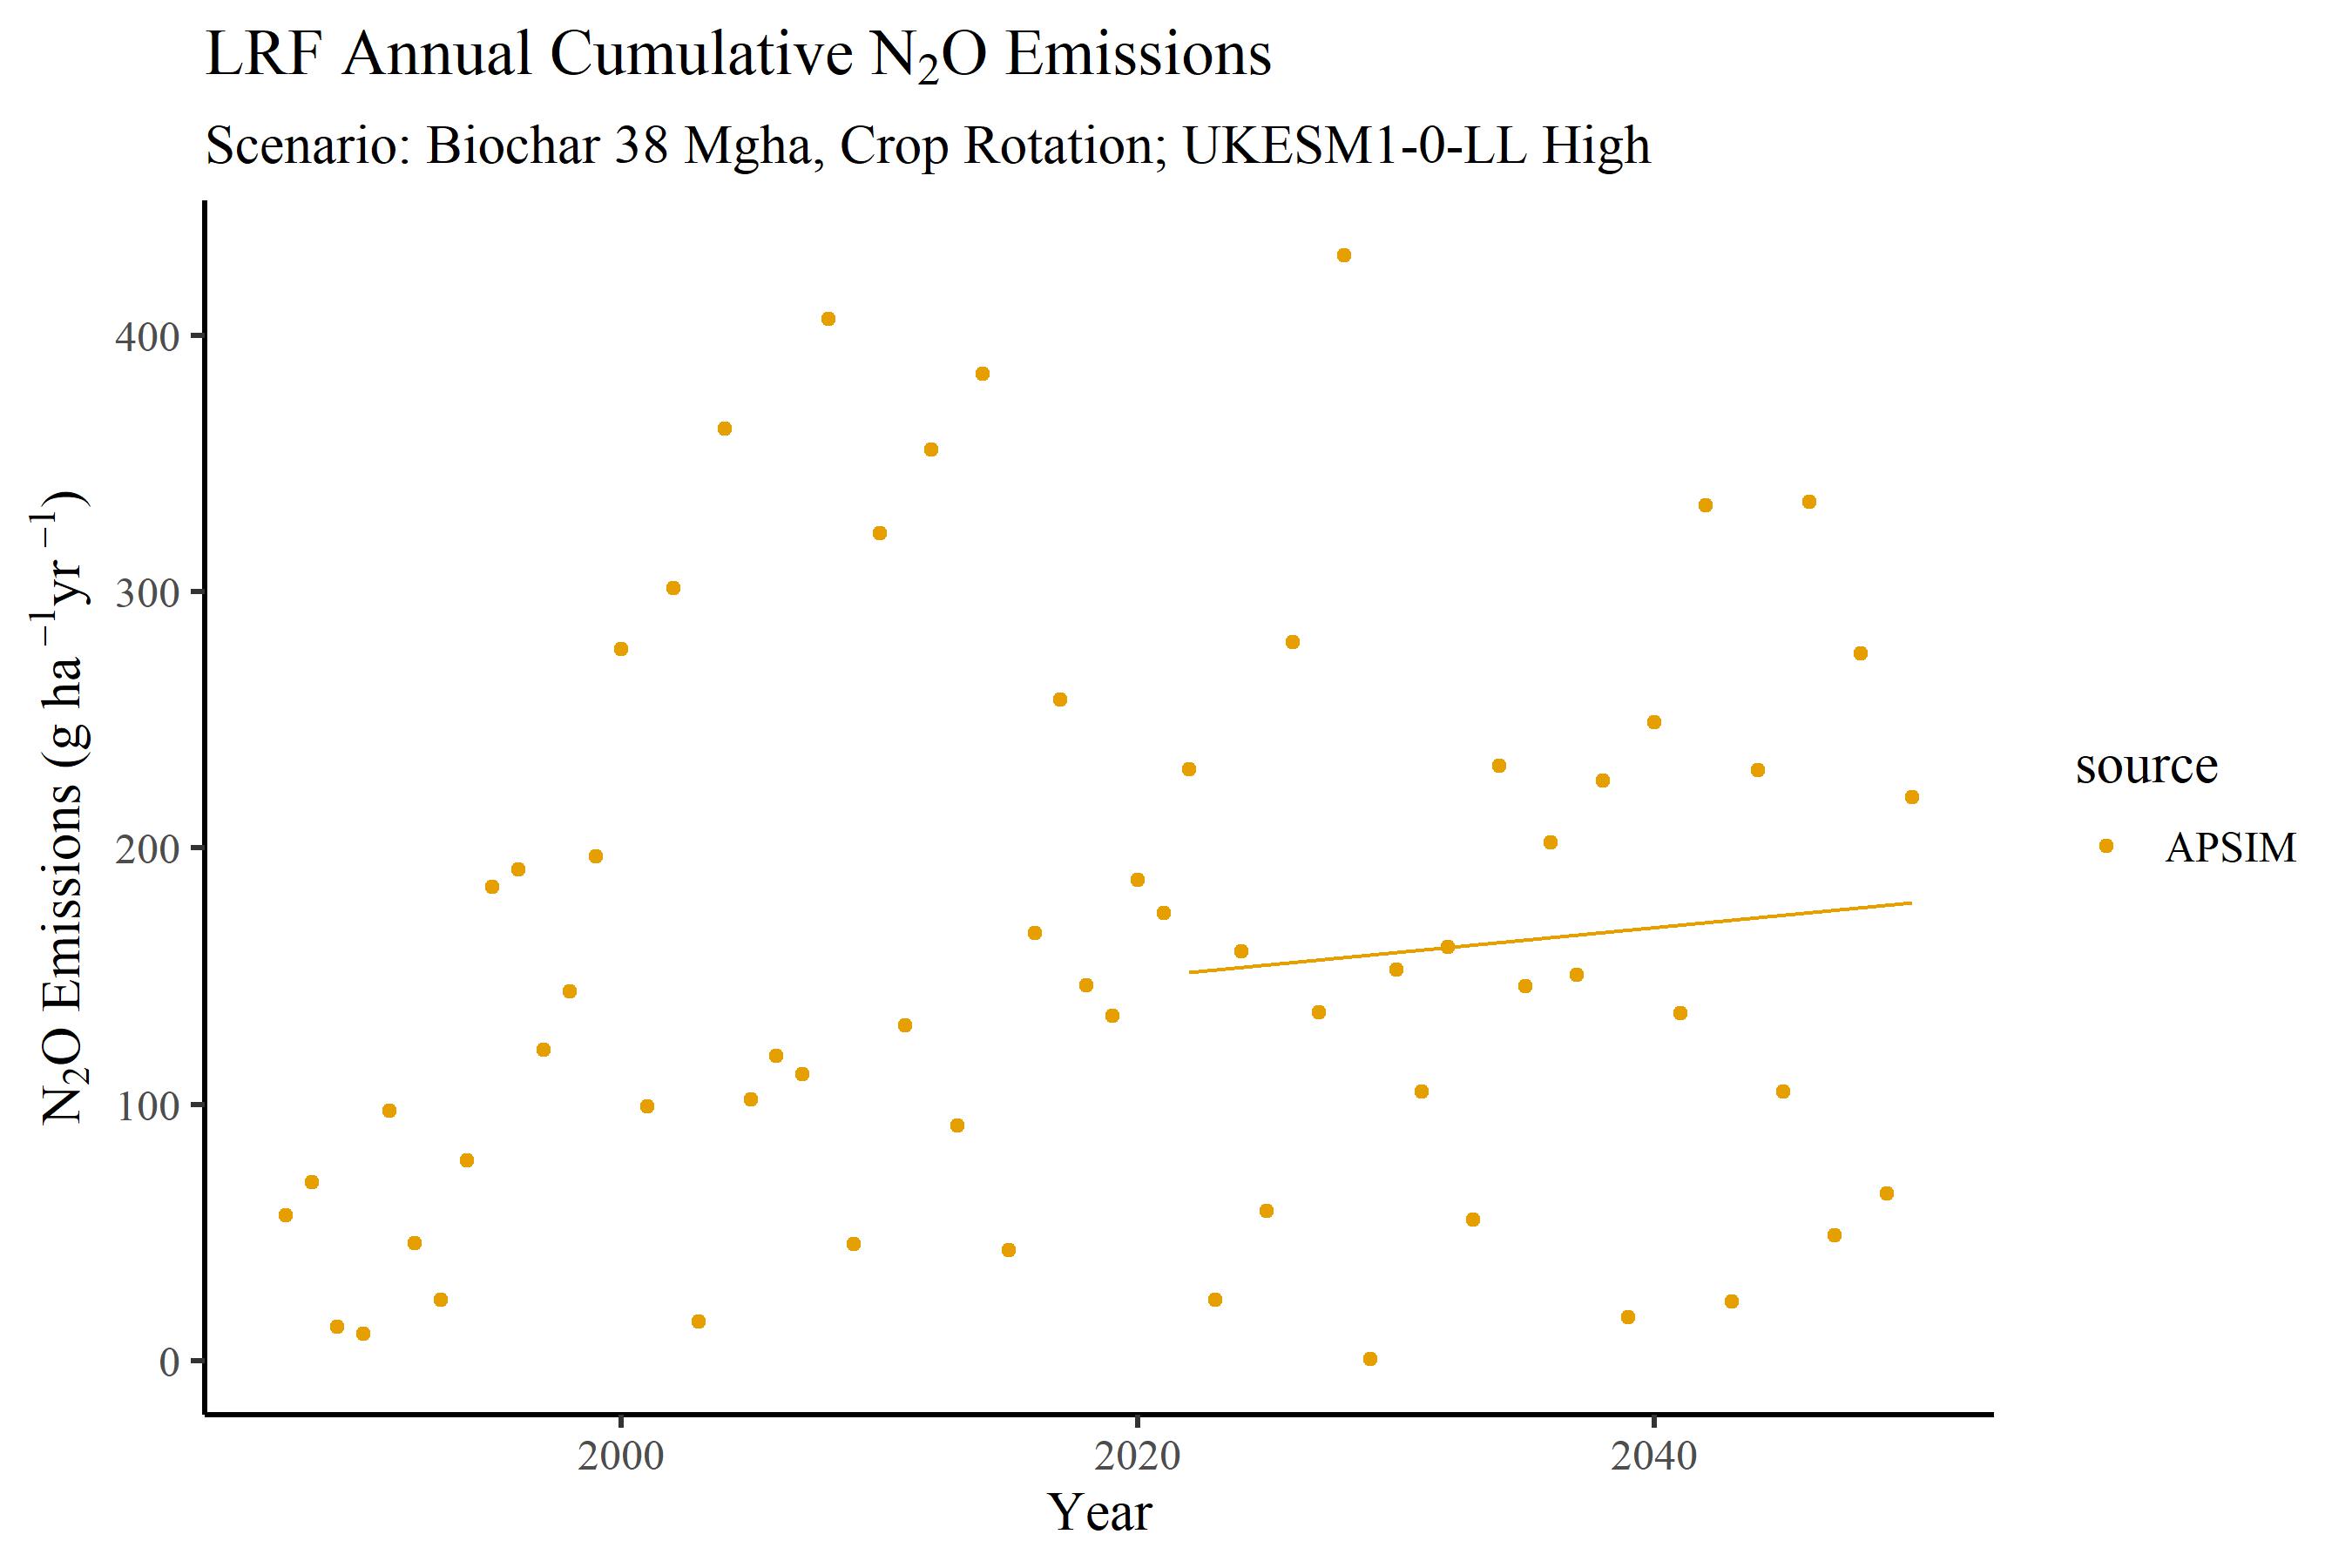 LRF Annual Cumulative N₂O Emissions
Scenario: Biochar 38 Mgha, Crop Rotation; UKESM1-0-LL High
N₂O Emissions (g ha⁻¹yr⁻¹)
400
300
200
100
0
2000 2020 2040
Year
source
APSIM